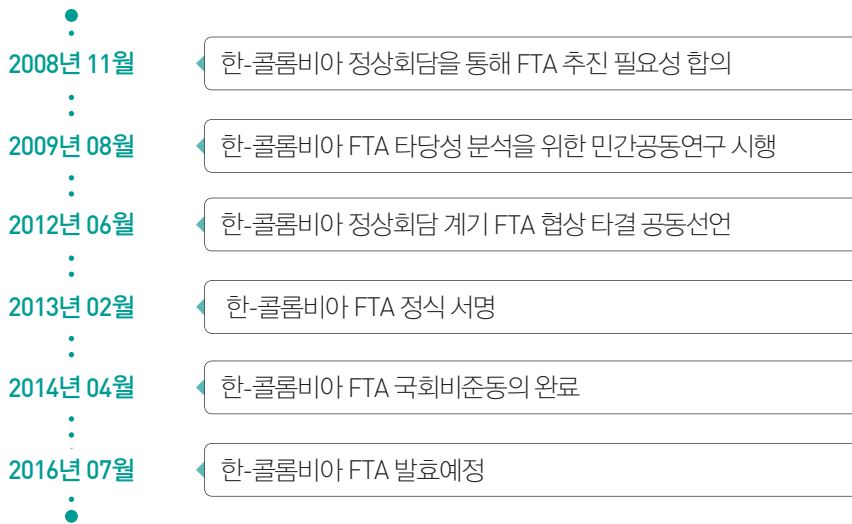 2008년 11월 한-콜롬비아 정상회담을 통해 FTA 추진 필요성 합의
2009년 08월 한-콜롬비아 FTA 타당성 분석을 위한 민간공동연구 시행
2012년 06월 한-콜롬비아 정상회담 계기 FTA 협상 타결 공동선언
2013년 02월 한-콜롬비아 FTA 정식 서명
2014년 04월 한-콜롬비아 FTA 국회비준동의 완료
2016년 07월 한-콜롬비아 FTA 발효예정